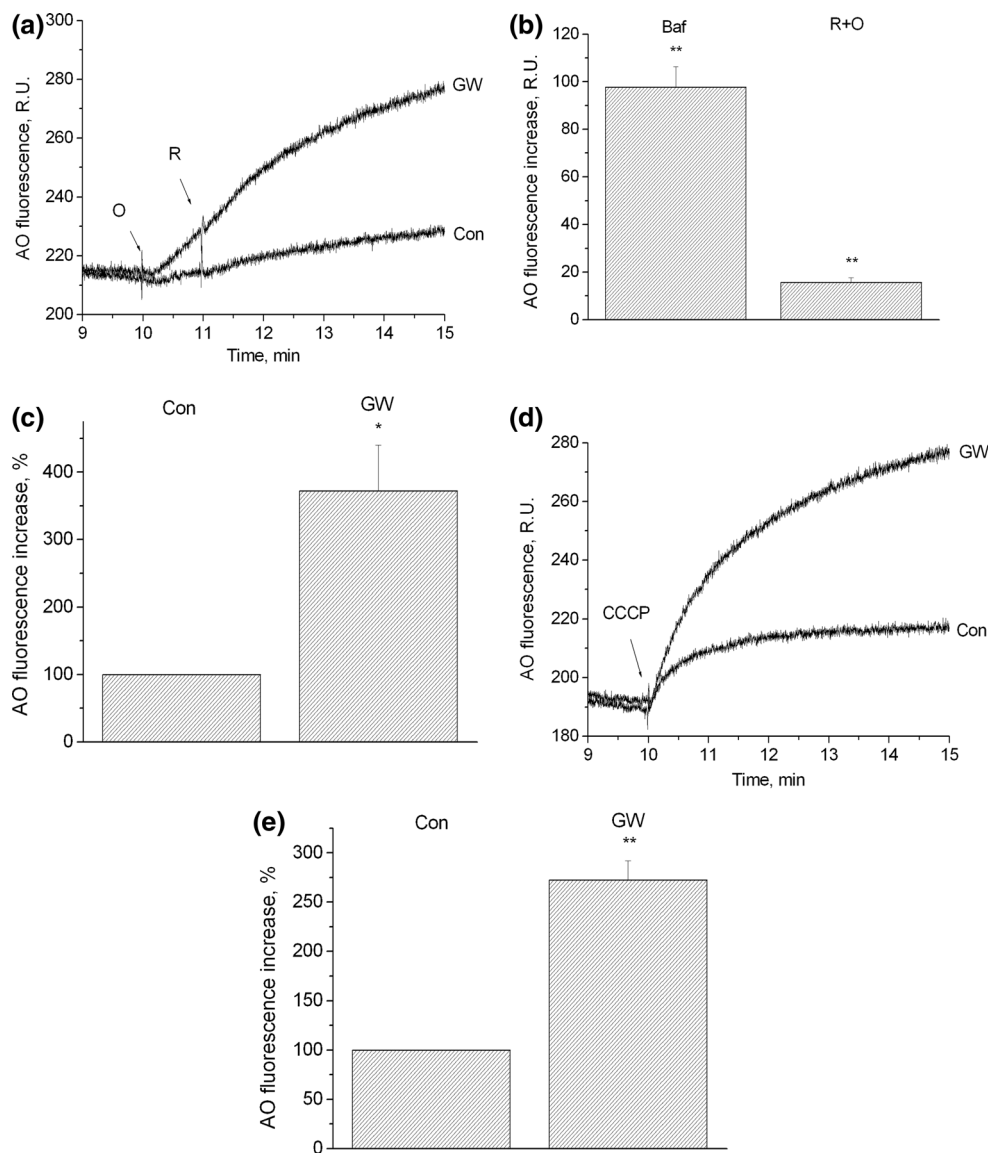 (a)
AO fluorescence, R.U.
300
280
260
240
220
200
O
R
GW
Con
9 10 11 12 13 14 15
Time, min
(b)
AO fluorescence increase, R.U.
120
100
80
60
40
20
0
Baf R+O
**
**
(c)
AO fluorescence increase, %
400
350
300
100
50
0
Con GW
*
(d)
AO fluorescence, R.U.
280
260
240
220
200
180
CCCP
GW
Con
9 10 11 12 13 14 15
Time, min
(e)
AO fluorescence increase, %
300
250
200
150
100
50
0
Con GW
**